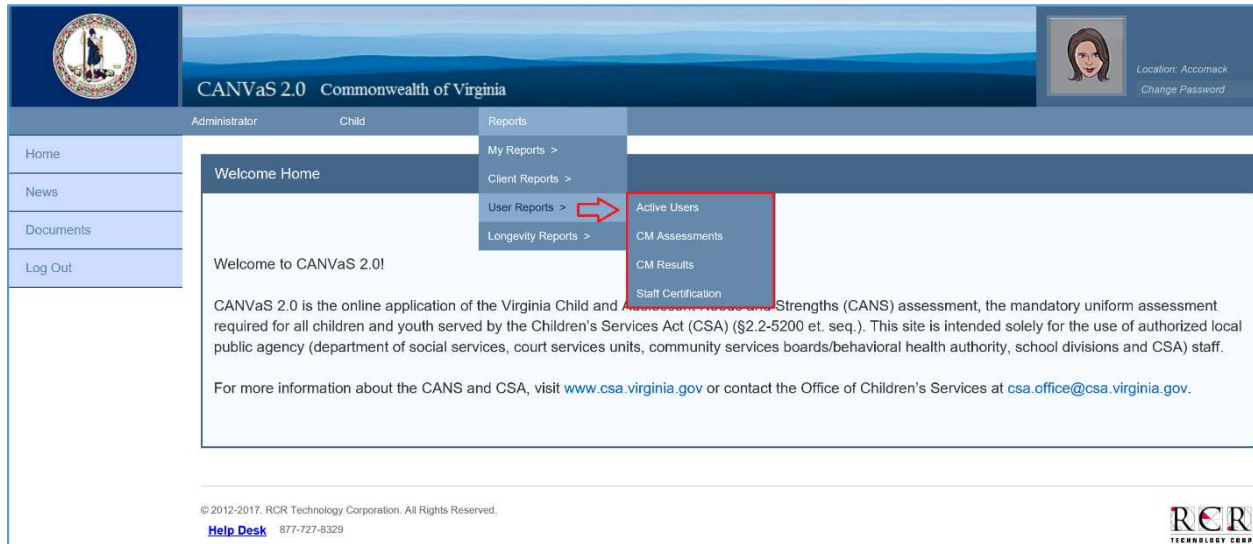 CANVaS 2.0 Commonwealth of Virginia
Location: Accomack
Change Password
Administrator Child Reports
Home
News
Documents
Log Out
My Reports >
Client Reports >
User Reports >
Longevity Reports >
Active Users
CM Assessments
CM Results
Staff Certification
Welcome Home
Welcome to CANVaS 2.0!
CANVaS 2.0 is the online application of the Virginia Child and Strengths (CANS) assessment, the mandatory uniform assessment
required for all children and youth served by the Children's Services Act (CSA) (§2.2-5200 et. seq.). This site is intended solely for the use of authorized local
public agency (department of social services, court services units, community services boards/behavioral health authority, school divisions and CSA) staff.
For more information about the CANS and CSA, visit www.csa.virginia.gov or contact the Office of Children's Services at csa.office@csa.virginia.gov.
© 2012-2017. RCR Technology Corporation. All Rights Reserved.
Help Desk 877-727-8329
RCR
TECHNOLOGY CORP